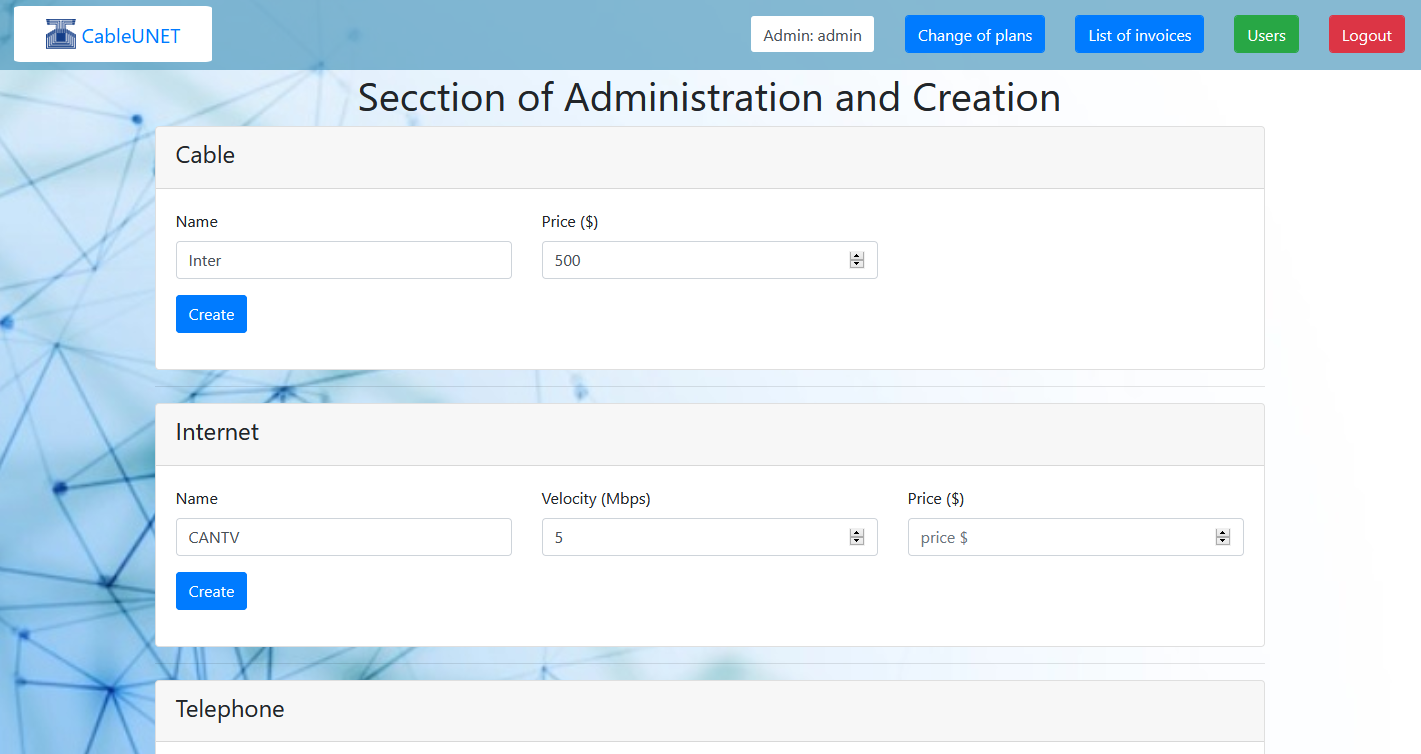 CableUNET
Admin: admin
Change of plans
List of invoices
Users
Logout
Secction of Administration and Creation
Cable
Name
Price ($)
Inter
500
Create
Internet
Name
Velocity (Mbps)
Price ($)
CANTV
5
price $
Create
Telephone